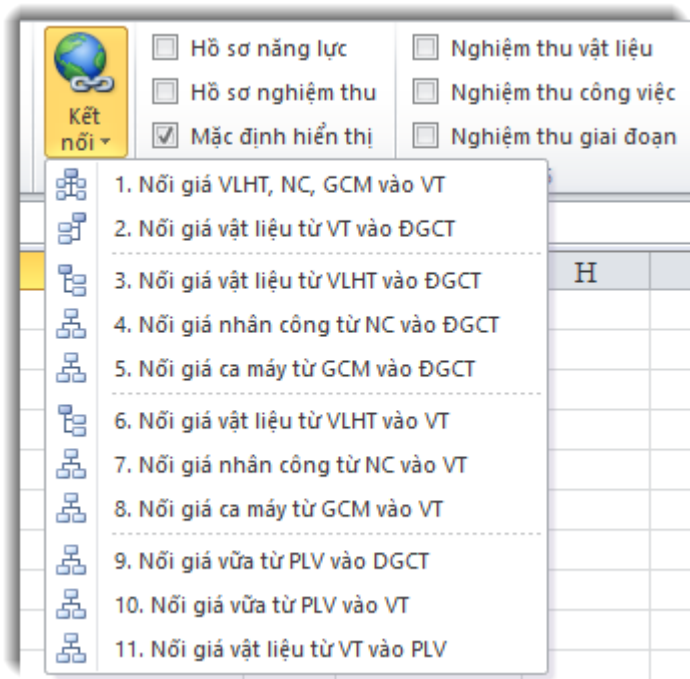 Kết nối
Hồ sơ năng lực
Hồ sơ nghiệm thu
Mặc định hiển thị
Nghiệm thu vật liệu
Nghiệm thu công việc
Nghiệm thu giai đoạn
1. Nối giá VLHT, NC, GCM vào VT
2. Nối giá vật liệu từ VT vào ĐGCT
3. Nối giá vật liệu từ VLHT vào ĐGCT
4. Nối giá nhân công từ NC vào ĐGCT
5. Nối giá ca máy từ GCM vào ĐGCT
6. Nối giá vật liệu từ VLHT vào VT
7. Nối giá nhân công từ NC vào VT
8. Nối giá ca máy từ GCM vào VT
9. Nối giá vữa từ PLV vào DGCT
10. Nối giá vữa từ PLV vào VT
11. Nối giá vật liệu từ VT vào PLV
H